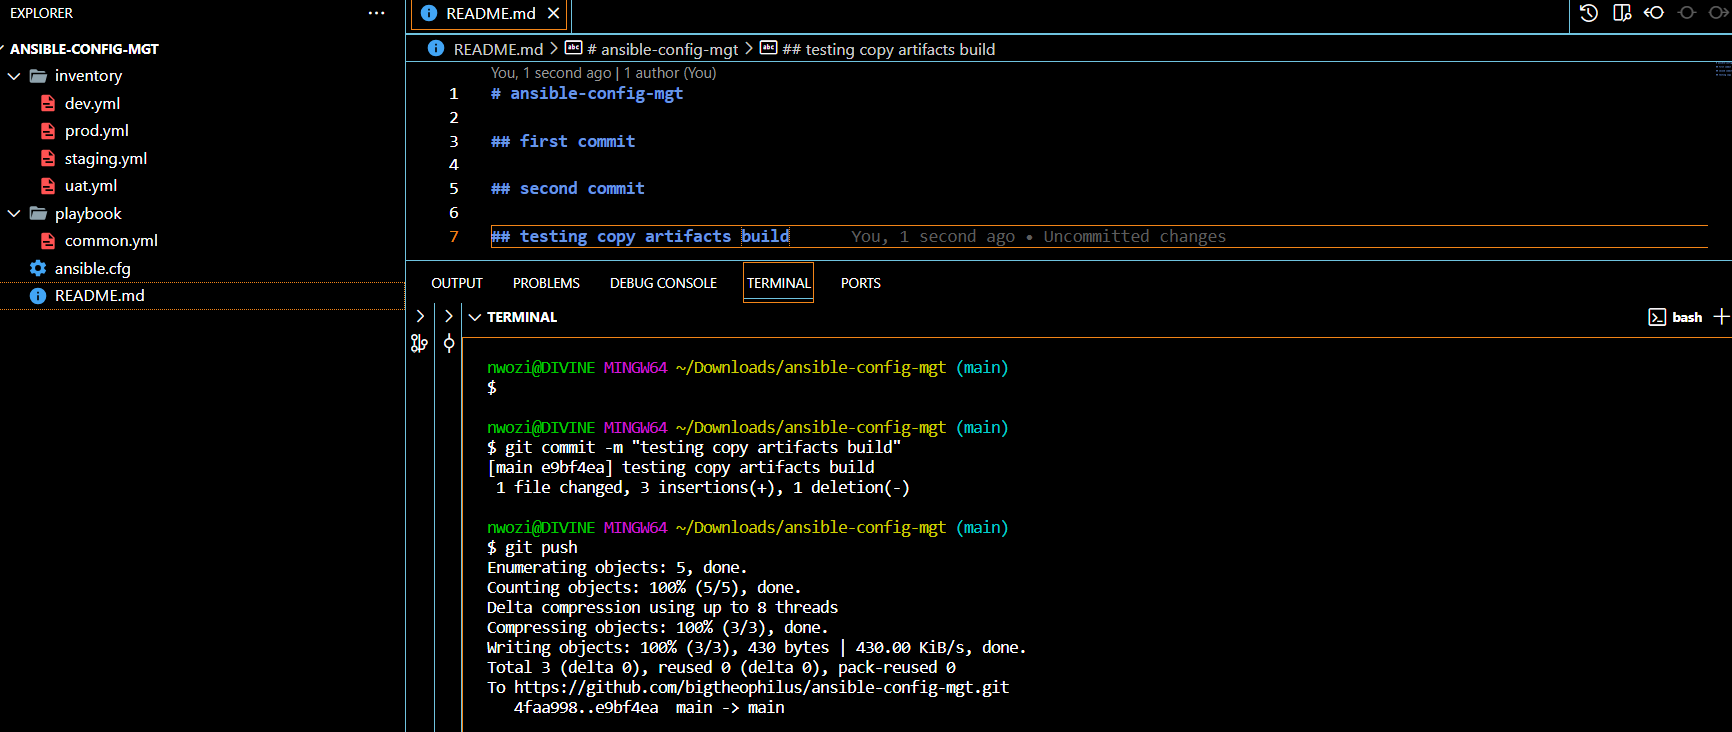 EXPLORER
ANSIBLE-CONFIG-MGT
inventory
dev.yml
prod.yml
staging.yml
uat.yml
playbook
common.yml
ansible.cfg
README.md
README.md
README.md > # ansible-config-mgt > ## testing copy artifacts build
You, 1 second ago | 1 author (You)
1 # ansible-config-mgt
2
3 ## first commit
4
5 ## second commit
6
7 ## testing copy artifacts build You, 1 second ago • Uncommitted changes
OUTPUT PROBLEMS DEBUG CONSOLE TERMINAL PORTS
TERMINAL
bash
nwozi@DIVINE MINGW64 ~/Downloads/ansible-config-mgt (main)
$
nwozi@DIVINE MINGW64 ~/Downloads/ansible-config-mgt (main)
$ git commit -m "testing copy artifacts build"
[main e9bf4ea] testing copy artifacts build
1 file changed, 3 insertions(+), 1 deletion(-)
nwozi@DIVINE MINGW64 ~/Downloads/ansible-config-mgt (main)
$ git push
Enumerating objects: 5, done.
Counting objects: 100% (5/5), done.
Delta compression using up to 8 threads
Compressing objects: 100% (3/3), done.
Writing objects: 100% (3/3), 430 bytes | 430.00 KiB/s, done.
Total 3 (delta 0), reused 0 (delta 0), pack-reused 0
To https://github.com/bigtheophilus/ansible-config-mgt.git
4faa998..e9bf4ea  main -> main